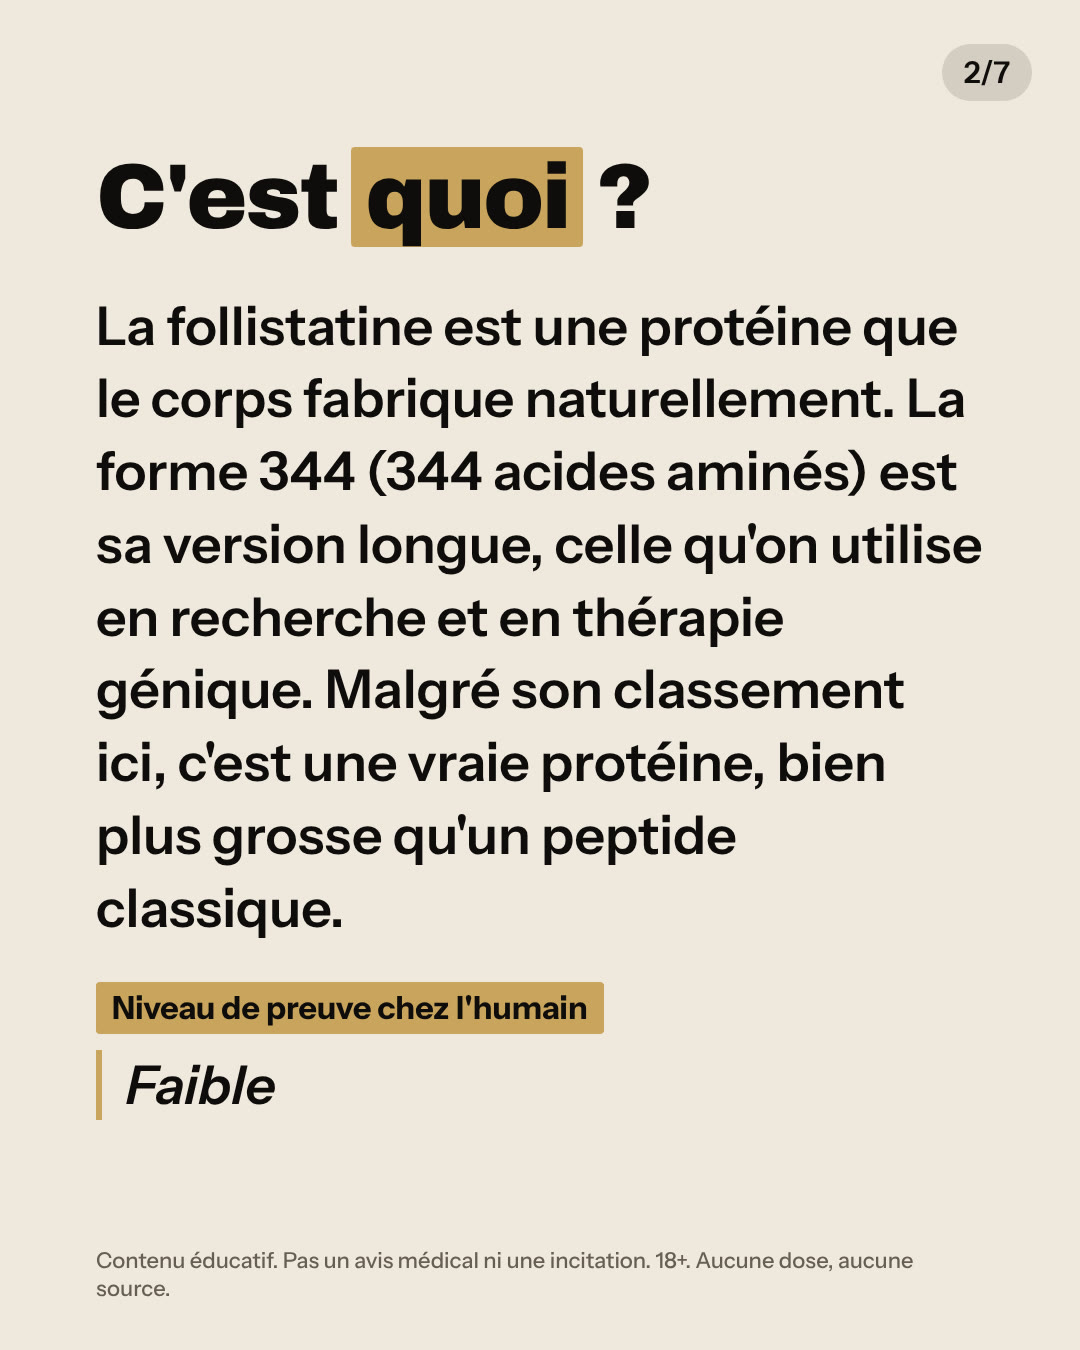 2/7
C'est quoi ?
La follistatine est une protéine que
le corps fabrique naturellement. La
forme 344 (344 acides aminés) est
sa version longue, celle qu'on utilise
en recherche et en thérapie
génique. Malgré son classement
ici, c'est une vraie protéine, bien
plus grosse qu'un peptide
classique.
Niveau de preuve chez l'humain
Faible
Contenu éducatif. Pas un avis médical ni une incitation. 18+. Aucune dose, aucune
source.